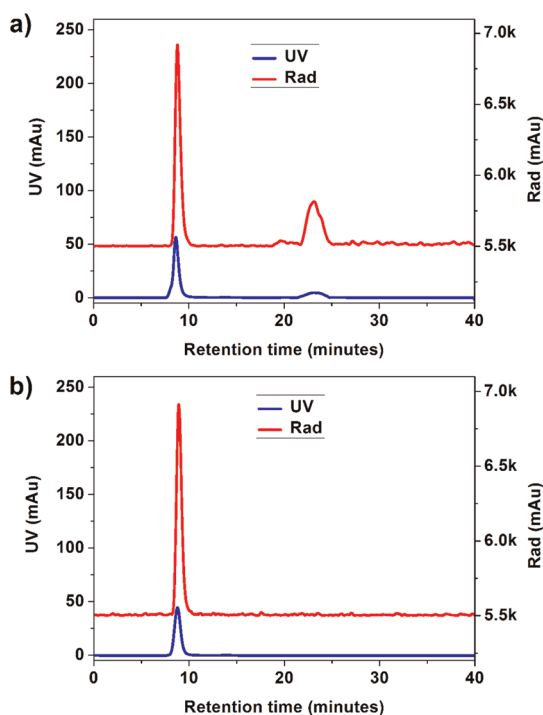 a)
250
200
150
100
50
0
UV (mAu)
UV
Rad
7.0k
6.5k
6.0k
5.5k
Rad (mAu)
0 10 20 30 40
Retention time (minutes)
b)
250
200
150
100
50
0
UV (mAu)
UV
Rad
7.0k
6.5k
6.0k
5.5k
Rad (mAu)
0 10 20 30 40
Retention time (minutes)